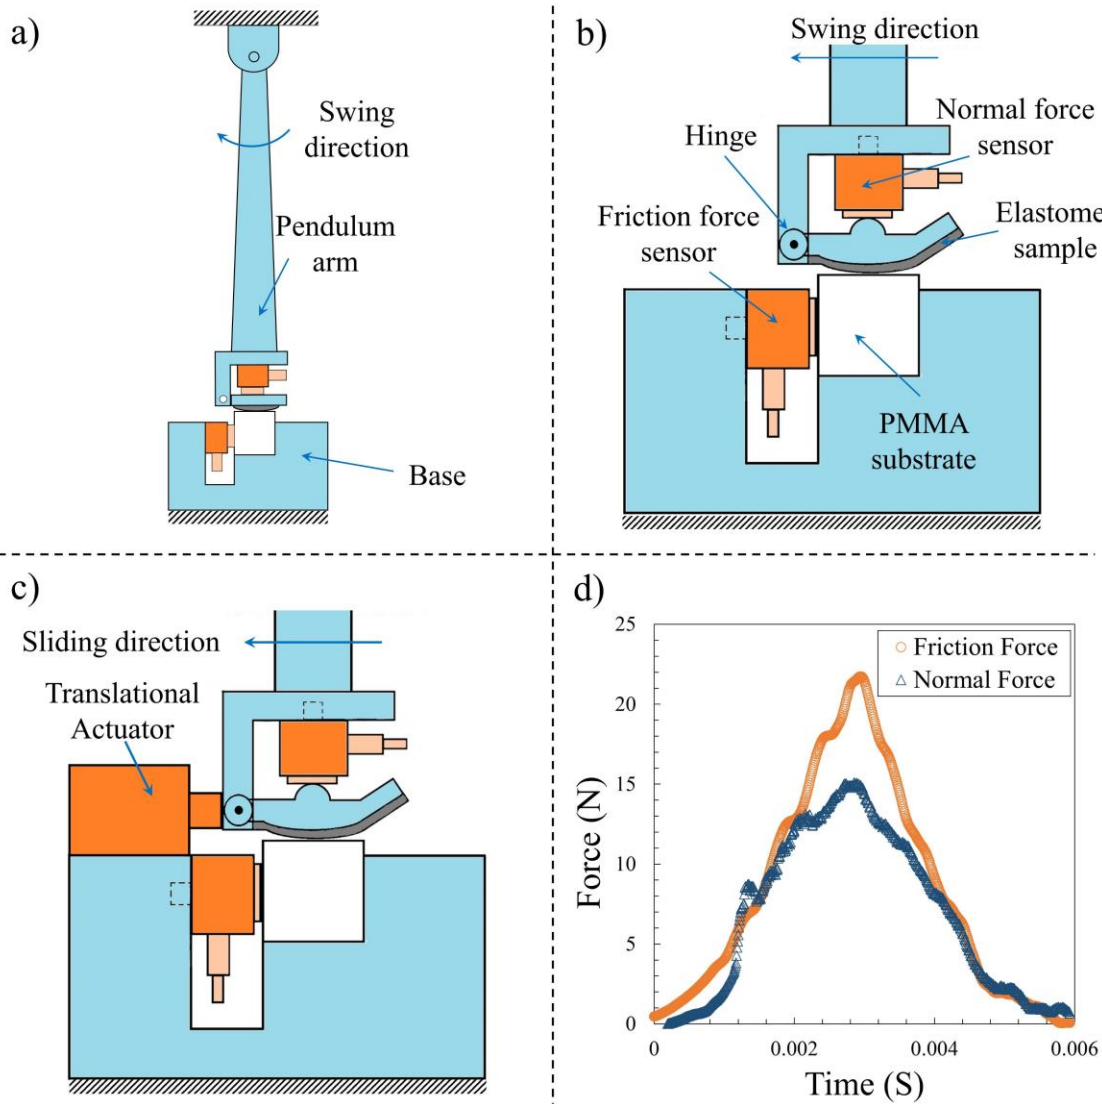 a)
Swing
direction
Pendulum
arm
Base
b)
Swing direction
Hinge
Normal force
sensor
Friction force
sensor
Elastome
sample
PMMA
substrate
c)
Sliding direction
Translational
Actuator
d)
25
20
15
10
5
0
Force (N)
Friction Force
Normal Force
0
0.002
0.004
0.006
Time (S)